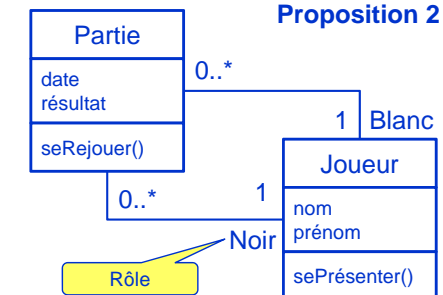 Proposition 2
Partie
date
résultat
seRejouer()
0..*
1 Blanc
Joueur
nom
prénom
sePrésenter()
0..*
1
Noir
Rôle